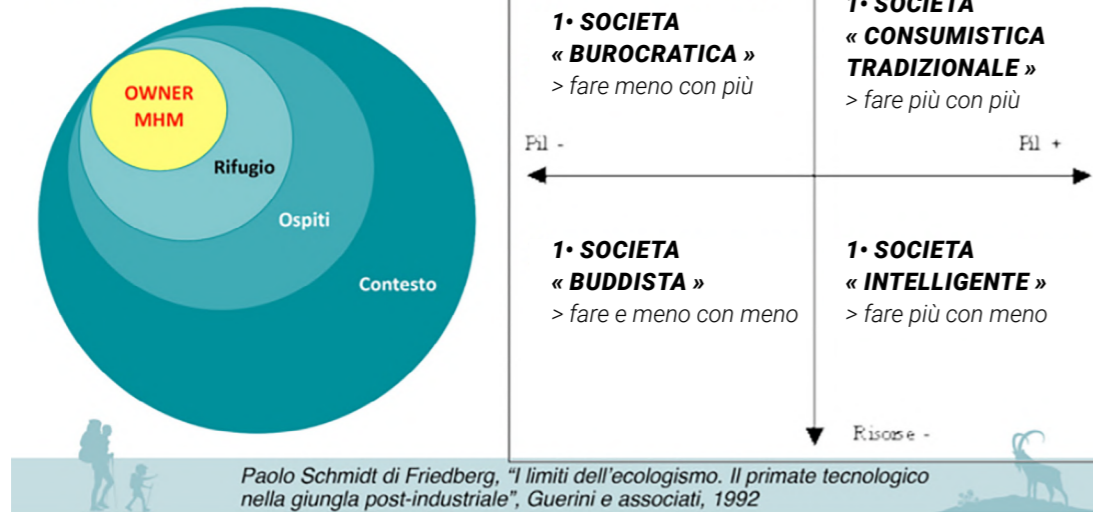 OWNER
MHM
Rifugio
Ospiti
Contesto
1• SOCIETA
« BUROCRATICA »
> fare meno con più
1• SOCIETA
« CONSUMISTICA
TRADIZIONALE »
> fare più con più
Pil -
Pil +
1• SOCIETA
« BUDDISTA »
> fare e meno con meno
1• SOCIETA
« INTELLIGENTE »
> fare più con meno
Risorse -
Paolo Schmidt di Friedberg, “I limiti dell’ecologismo. Il primate tecnologico
nella giungla post-industriale”, Guerini e associati, 1992